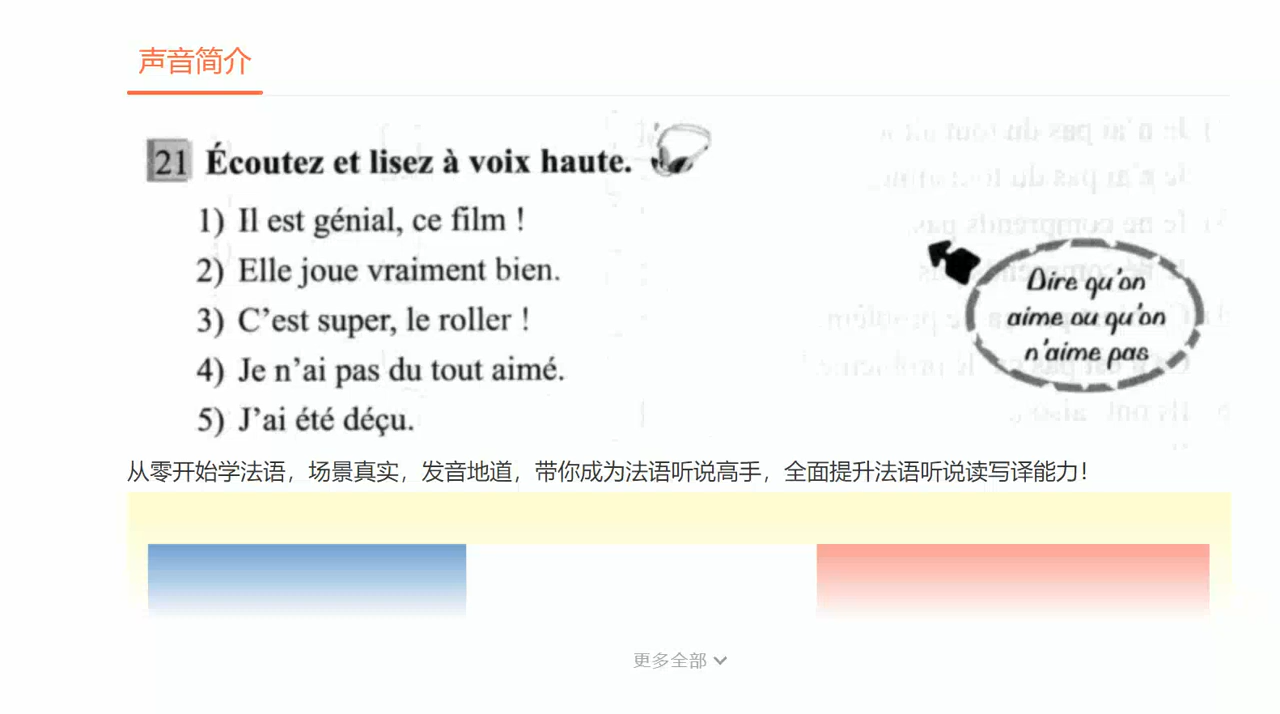 声音简介
21 Écoutez et lisez à voix haute.
1) Il est génial, ce film !
2) Elle joue vraiment bien.
3) C'est super, le roller !
4) Je n'ai pas du tout aimé.
5) J'ai été déçu.
Dire qu'on
aime ou qu'on
n'aime pas
从零开始学法语，场景真实，发音地道，带你成为法语听说高手，全面提升法语听说读写译能力！
更多全部